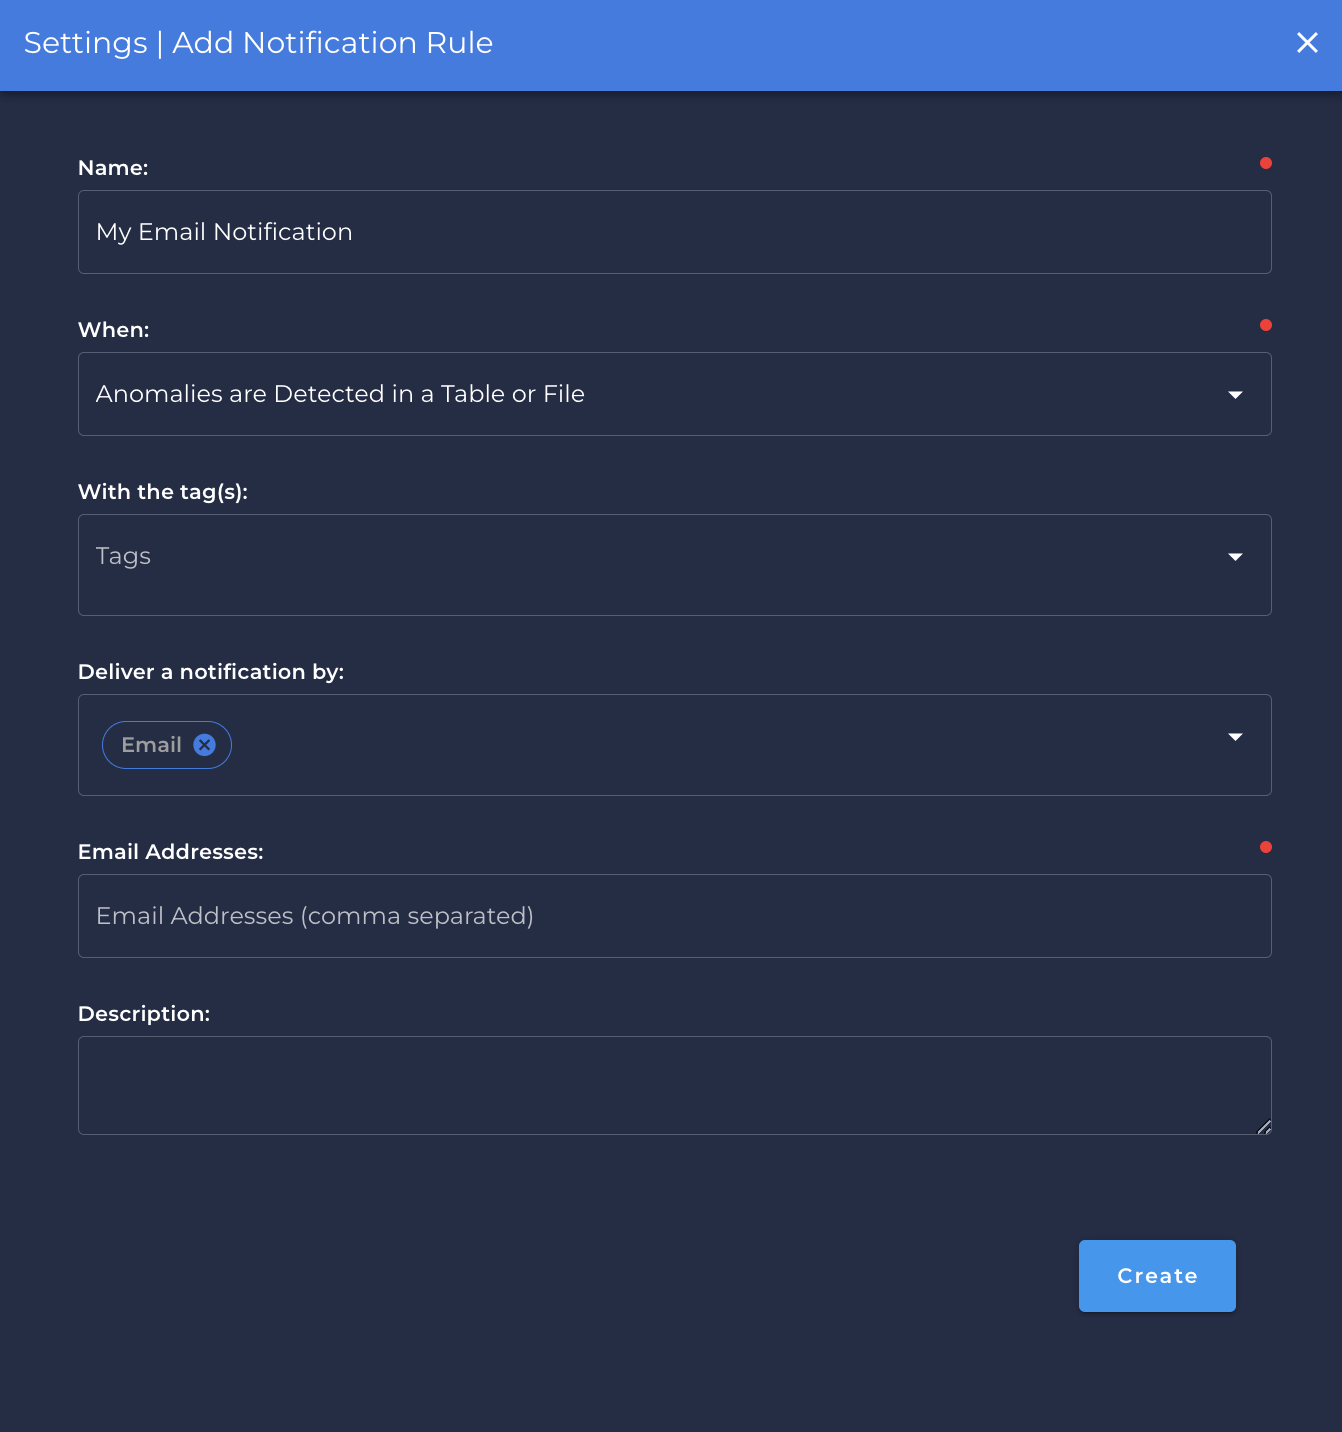 Settings | Add Notification Rule
Name:
My Email Notification
When:
Anomalies are Detected in a Table or File
With the tag(s):
Tags
Deliver a notification by:
Email
Email Addresses:
Email Addresses (comma separated)
Description:
Create